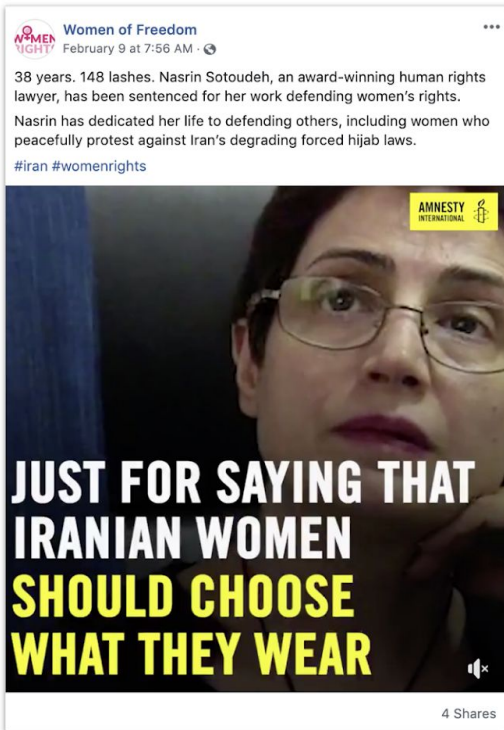 WOMEN
RIGHT
Women of Freedom
February 9 at 7:56 AM ·
38 years. 148 lashes. Nasrin Sotoudeh, an award-winning human rights
lawyer, has been sentenced for her work defending women's rights.
Nasrin has dedicated her life to defending others, including women who
peacefully protest against Iran's degrading forced hijab laws.
#iran #womenrights
AMNESTY
INTERNATIONAL
JUST FOR SAYING THAT
IRANIAN WOMEN
SHOULD CHOOSE
WHAT THEY WEAR
4 Shares